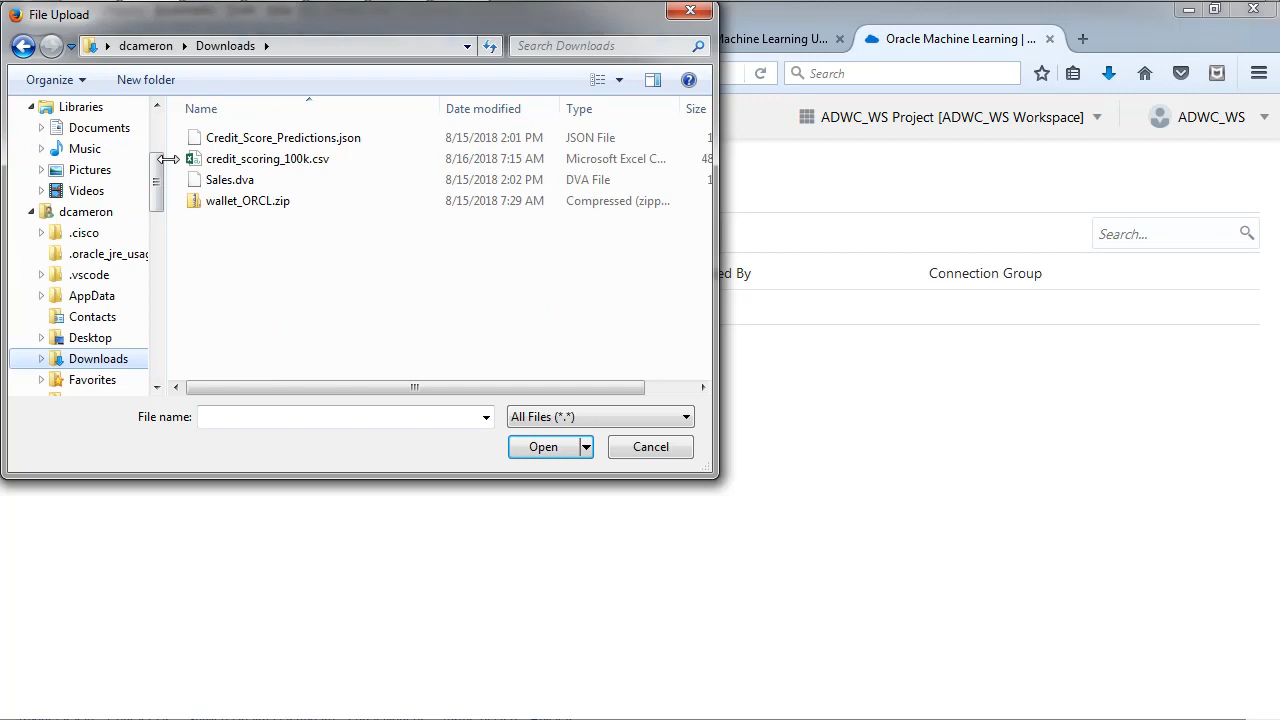 File Upload
dcameron Downloads
Search Downloads
Organize
New folder
Libraries
Documents
Music
Pictures
Videos
dcameron
.cisco
.oracle_jre_usag
.vscode
AppData
Contacts
Desktop
Downloads
Favorites
Name Date modified Type Size
Credit_Score_Predictions.json 8/15/2018 2:01 PM JSON File 1
credit_scoring_100k.csv 8/16/2018 7:15 AM Microsoft Excel C... 48
Sales.dva 8/15/2018 2:02 PM DVA File 1
wallet_ORCL.zip 8/15/2018 7:29 AM Compressed (zipp...
File name:
All Files (*.*)
Open
Cancel
Machine Learning U...
Oracle Machine Learning | ...
Search
ADWC_WS Project [ADWC_WS Workspace]
ADWC_WS
Search...
ed By
Connection Group